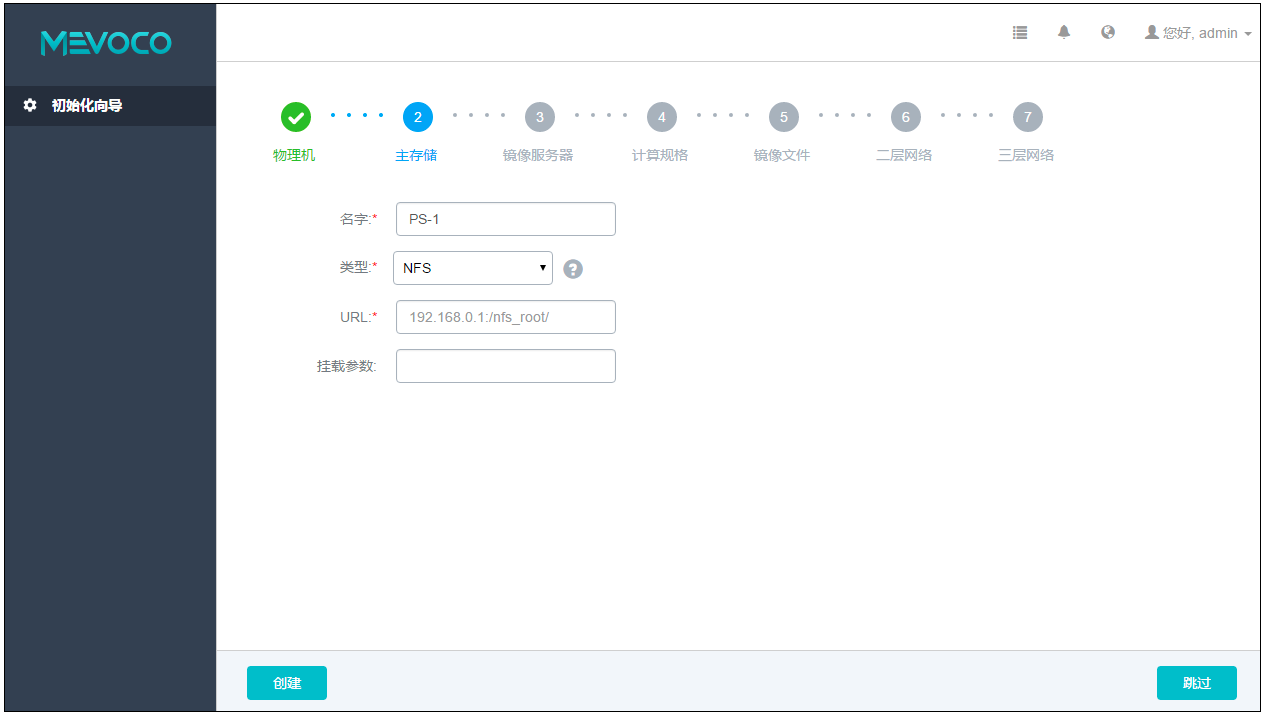 MEVOCO
您好, admin
初始化向导
2 3 4 5 6 7
物理机 主存储 镜像服务器 计算规格 镜像文件 二层网络 三层网络
名字:* PS-1
类型:* NFS ?
URL:* 192.168.0.1:/nfs_root/
挂载参数:
创建 跳过